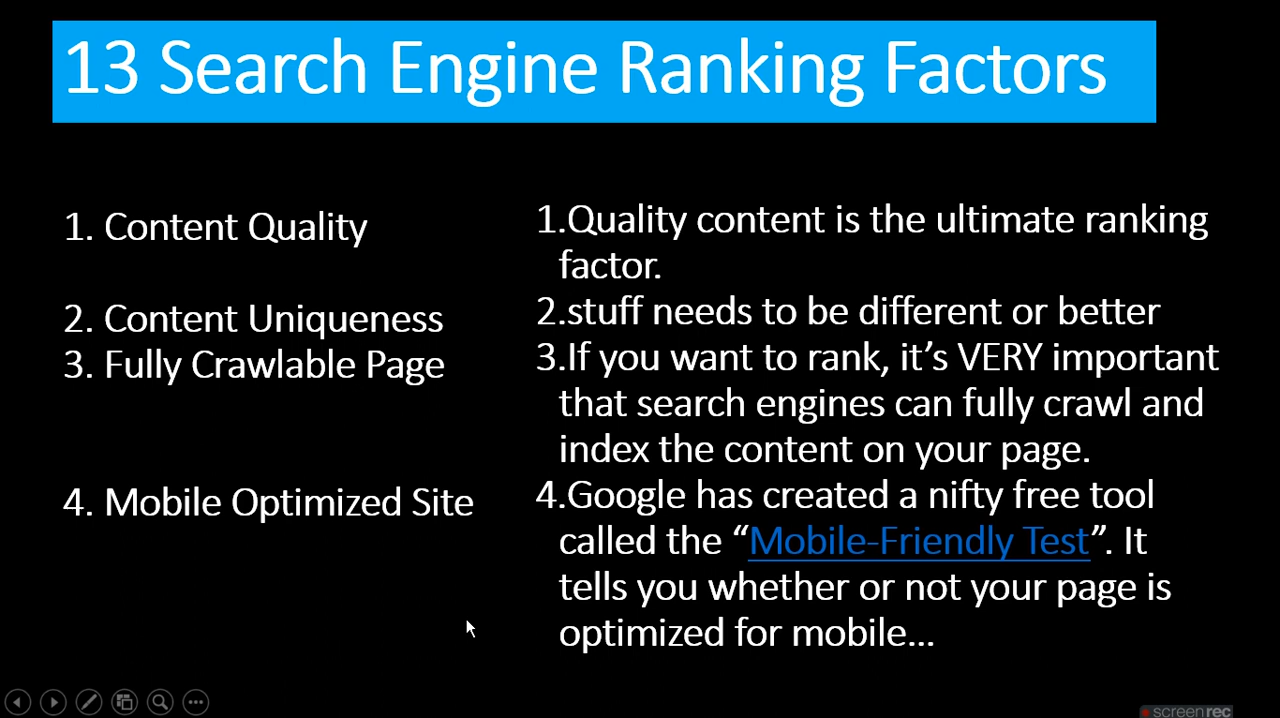 13 Search Engine Ranking Factors
1. Content Quality
2. Content Uniqueness
3. Fully Crawlable Page
4. Mobile Optimized Site
1.Quality content is the ultimate ranking
factor.
2.stuff needs to be different or better
3.If you want to rank, it’s VERY important
that search engines can fully crawl and
index the content on your page.
4.Google has created a nifty free tool
called the “Mobile-Friendly Test”. It
tells you whether or not your page is
optimized for mobile…
screenrec